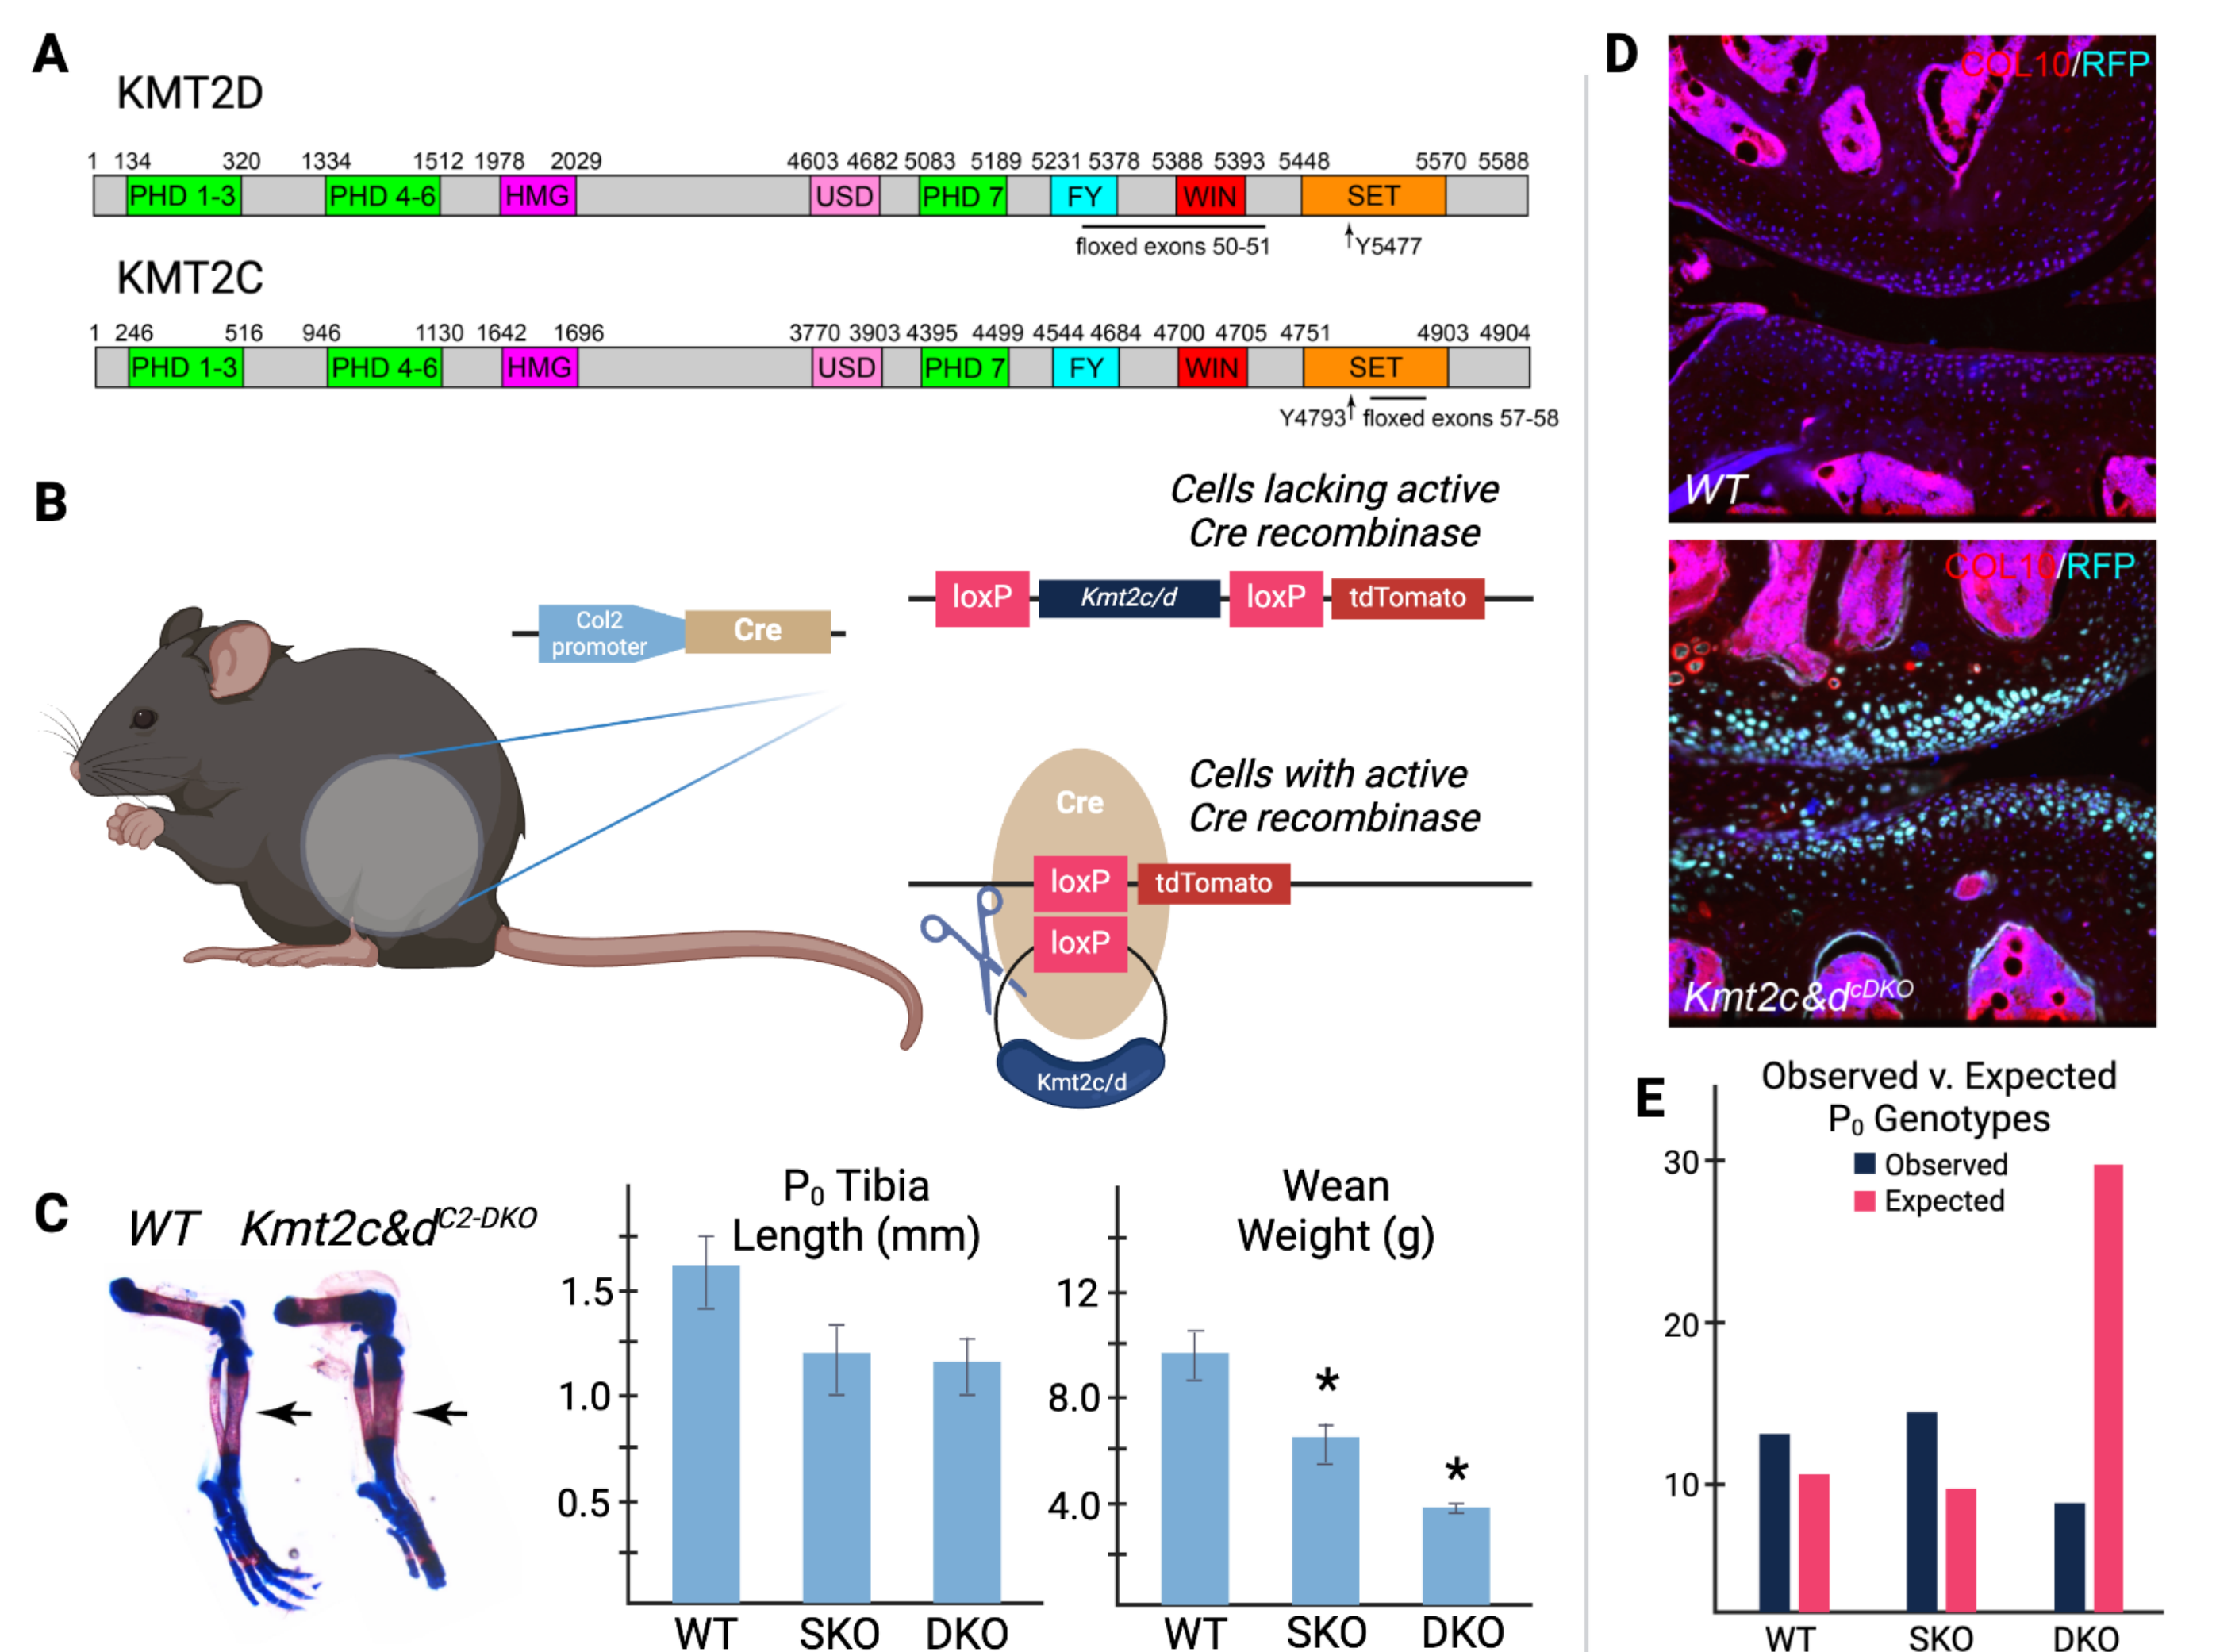 A
KMT2D
1 134 320 1334 1512 1978 2029 4603 4682 5083 5189 5231 5378 5388 5393 5448 5570 5588
PHD 1-3 PHD 4-6 HMG USD PHD 7 FY WIN SET
floxed exons 50-51 Y5477
KMT2C
1 246 516 946 1130 1642 1696 3770 3903 4395 4499 4544 4684 4700 4705 4751 4903 4904
PHD 1-3 PHD 4-6 HMG USD PHD 7 FY WIN SET
Y4793 floxed exons 57-58
B
Cells lacking active
Cre recombinase
Col2
promoter
Cre
loxP Kmt2c/d loxP tdTomato
Cells with active
Cre recombinase
Cre
loxP tdTomato
loxP
Kmt2c/d
C
WT Kmt2c&d^C2-DKO
P₀ Tibia
Length (mm)
1.5
1.0
0.5
WT SKO DKO
Wean
Weight (g)
12
8.0
4.0
*
*
WT SKO DKO
D
COL10/RFP
WT
COL10/RFP
Kmt2c&d^cDKO
E
Observed v. Expected
P₀ Genotypes
Observed
Expected
30
20
10
WT SKO DKO